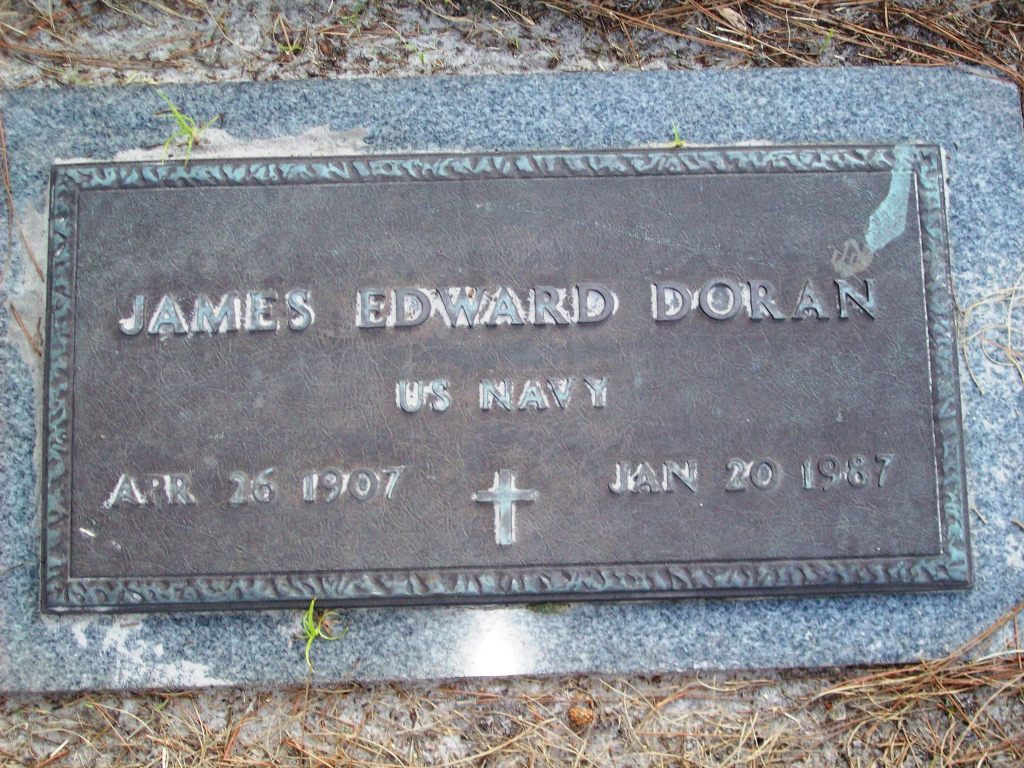 JAMES EDWARD DORAN
US NAVY
APR 26 1907 JAN 20 1987